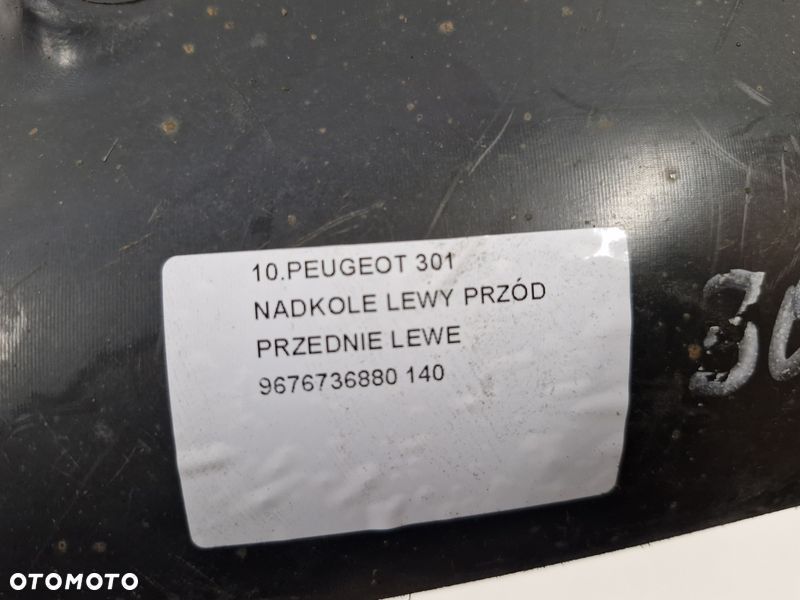 10.PEUGEOT 301
NADKOLE LEWY PRZÓD
PRZEDNIE LEWE
9676736880 140
OTOMOTO